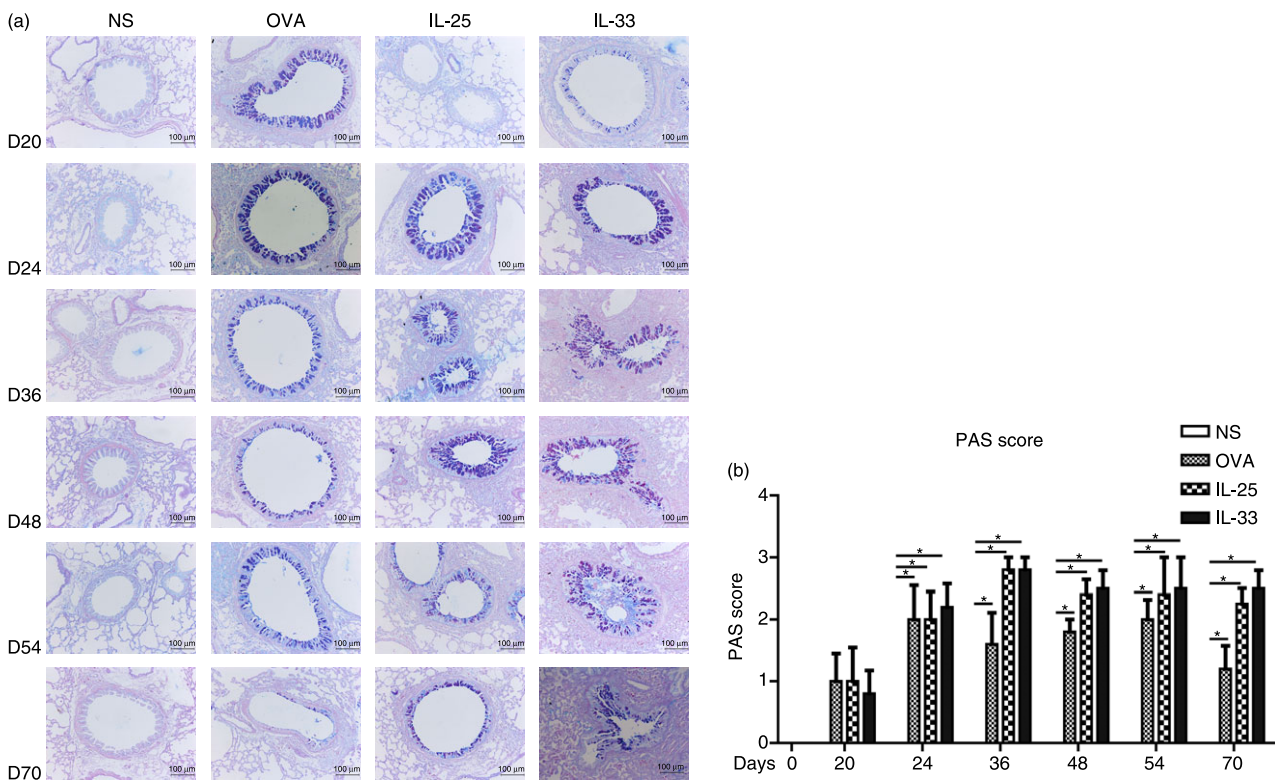 (a) NS OVA IL-25 IL-33
D20 100 μm 100 μm 100 μm 100 μm
D24 100 μm 100 μm 100 μm 100 μm
D36 100 μm 100 μm 100 μm 100 μm
D48 100 μm 100 μm 100 μm 100 μm
D54 100 μm 100 μm 100 μm 100 μm
D70 100 μm 100 μm 100 μm 100 μm
(b)
PAS score
NS
OVA
IL-25
IL-33
PAS score
4
3
2
1
0
* * *
* * *
* * *
* * *
* * *
Days 0 20 24 36 48 54 70